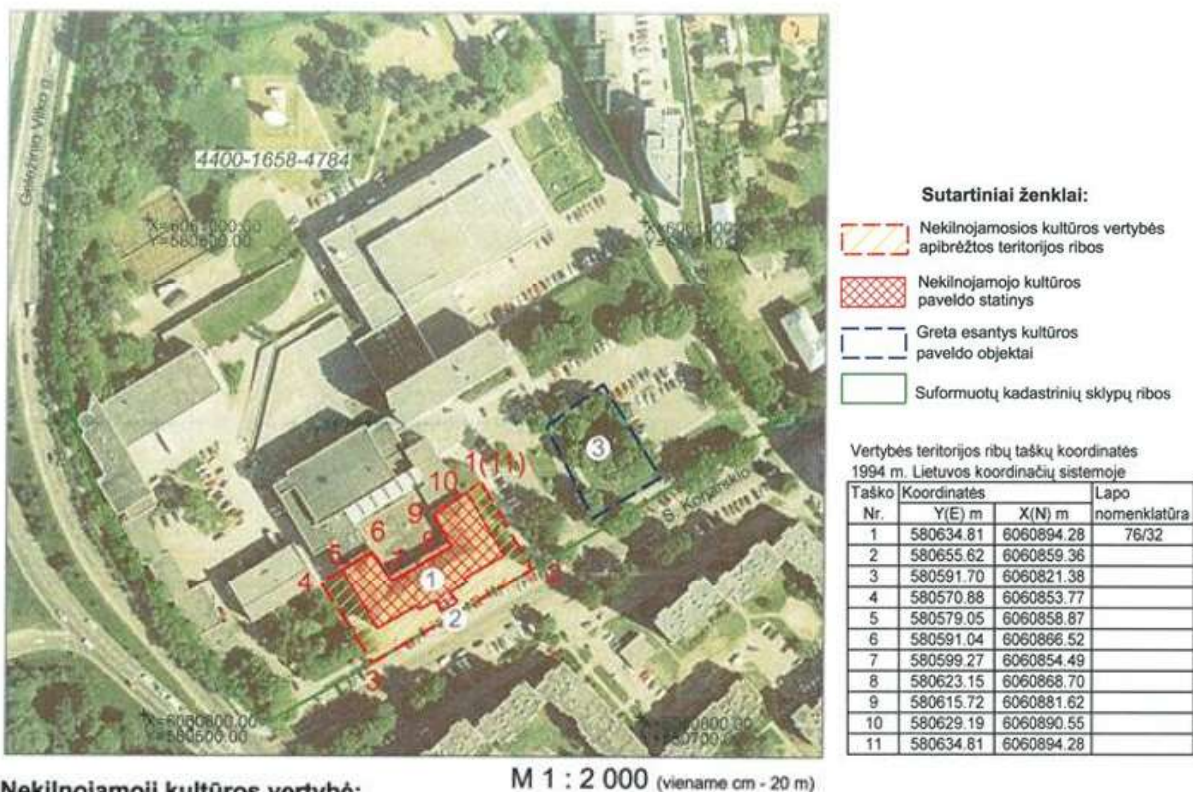 Geležinio Vilko g.
4400-1658-4784
X=6061000.00
Y=580500.00
X=6061000.00
S. Konarskio
1(11)
10
9
8
6
7
5
4
1
2
2
3
3
X=6060800.00
Y=580500.00
X=6060800.00
Y=580700.00
M 1 : 2 000 (viename cm - 20 m)
Sutartiniai ženklai:
Nekilnojamosios kultūros vertybės
apibrėžtos teritorijos ribos
Nekilnojamojo kultūros
paveldo statinys
Greta esantys kultūros
paveldo objektai
Suformuotų kadastrinių sklypų ribos
Vertybės teritorijos ribų taškų koordinatės
1994 m. Lietuvos koordinačių sistemoje
Taško Koordinatės Lapo
Nr. Y(E) m X(N) m nomenklatūra
1 580634.81 6060894.28 76/32
2 580655.62 6060859.36
3 580591.70 6060821.38
4 580570.88 6060853.77
5 580579.05 6060858.87
6 580591.04 6060866.52
7 580599.27 6060854.49
8 580623.15 6060868.70
9 580615.72 6060881.62
10 580629.19 6060890.55
11 580634.81 6060894.28